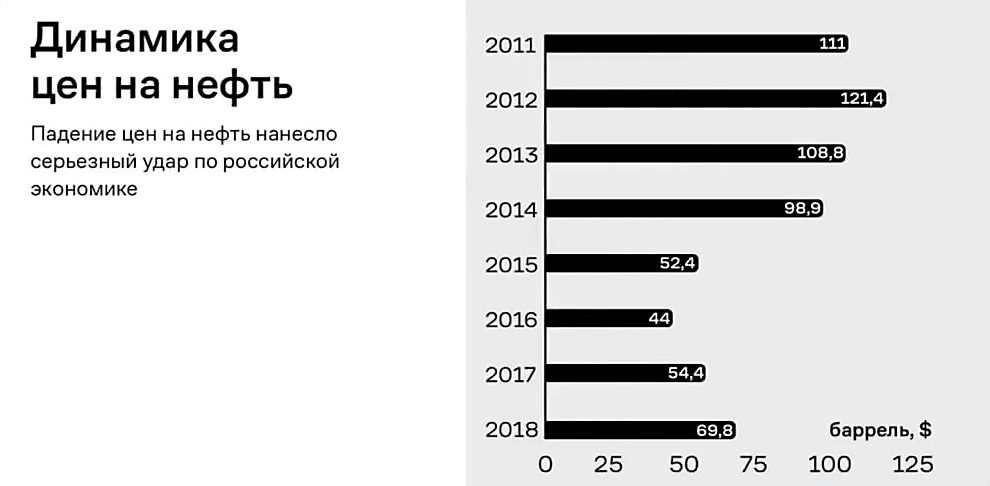 Динамика
цен на нефть
Падение цен на нефть нанесло
серьезный удар по российской
экономике
2011 111
2012 121,4
2013 108,8
2014 98,9
2015 52,4
2016 44
2017 54,4
2018 69,8 баррель, $
0 25 50 75 100 125